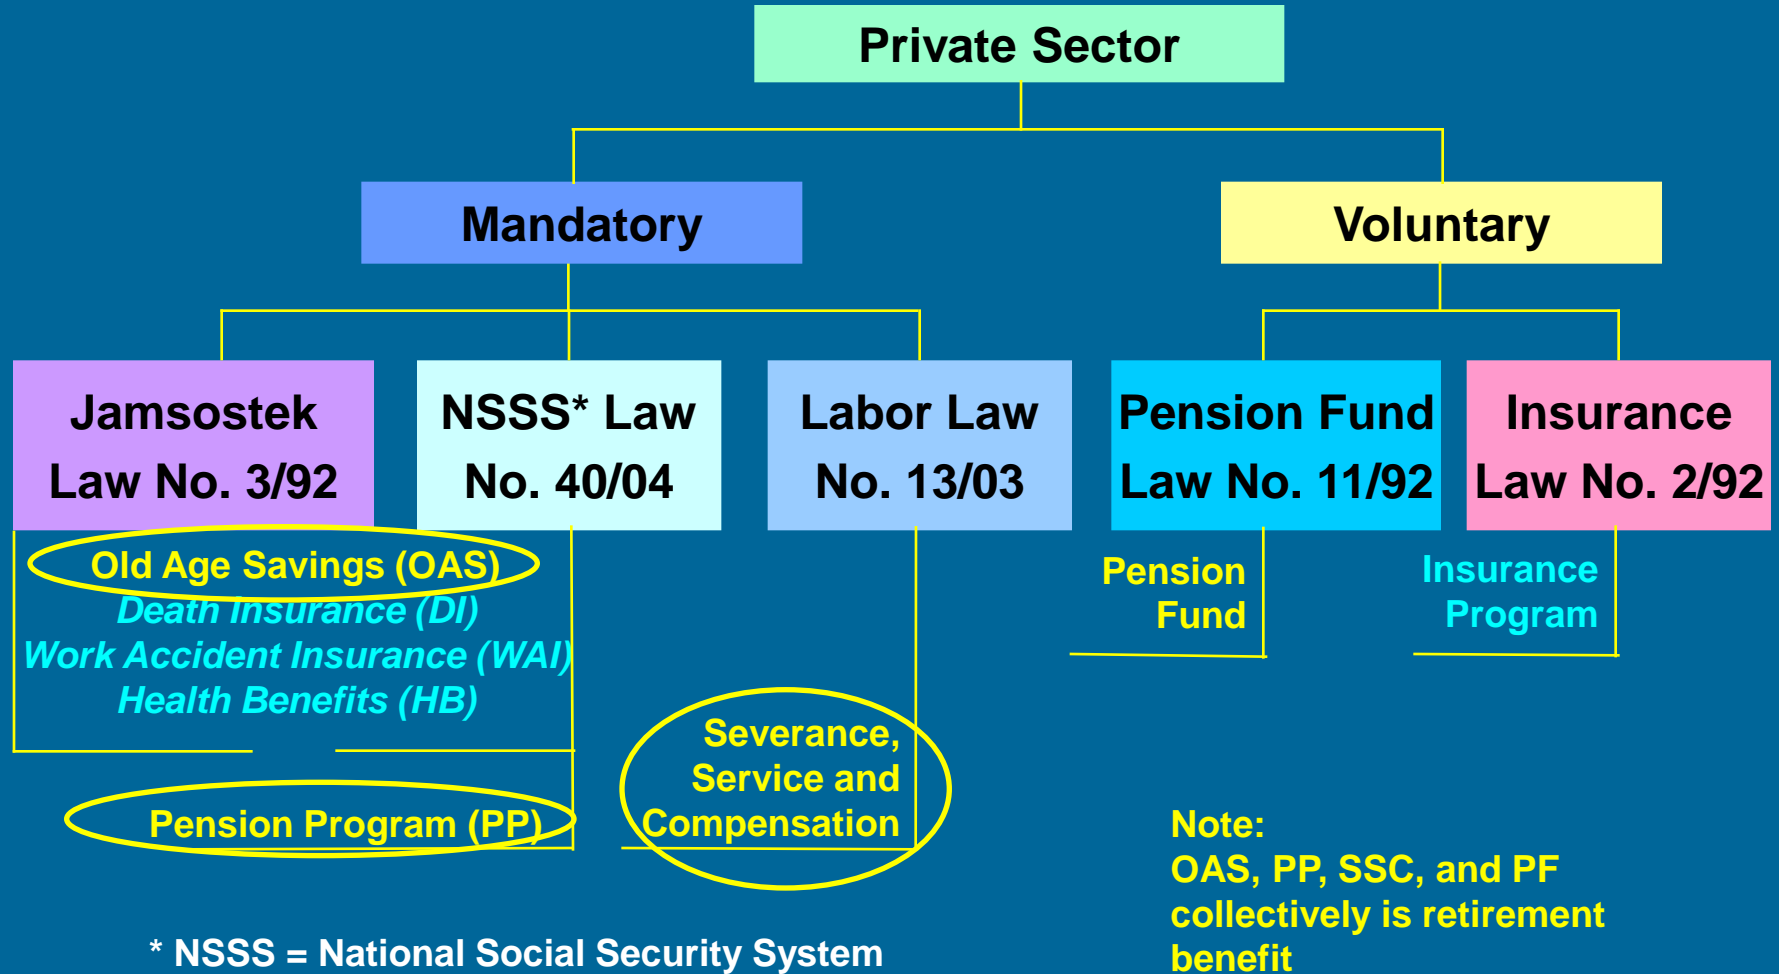 Private Sector
Mandatory
Voluntary
Jamsostek
Law No. 3/92
NSSS* Law
No. 40/04
Labor Law
No. 13/03
Pension Fund
Law No. 11/92
Insurance
Law No. 2/92
Old Age Savings (OAS)
Death Insurance (DI)
Work Accident Insurance (WAI)
Health Benefits (HB)
Pension Program (PP)
Severance,
Service and
Compensation
Pension
Fund
Insurance
Program
Note:
OAS, PP, SSC, and PF
collectively is retirement
benefit
* NSSS = National Social Security System